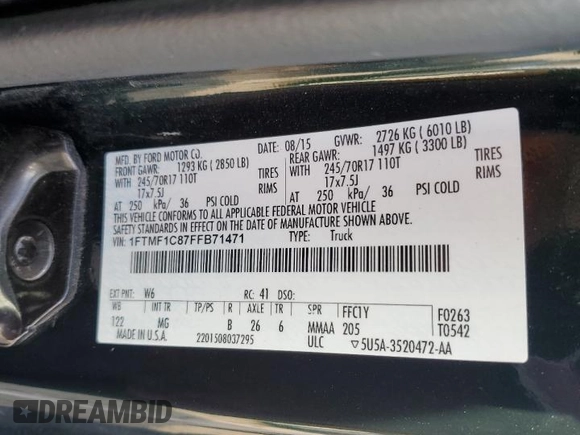 MFD. BY FORD MOTOR CO.
DATE: 08/15 GVWR: 2726 KG ( 6010 LB)
FRONT GAWR: 1293 KG ( 2850 LB) REAR GAWR: 1497 KG ( 3300 LB)
WITH 245/70R17 110T TIRES WITH 245/70R17 110T TIRES
17x7.5J RIMS 17x7.5J RIMS
AT 250 kPa/ 36 PSI COLD AT 250 kPa/ 36 PSI COLD
THIS VEHICLE CONFORMS TO ALL APPLICABLE FEDERAL MOTOR VEHICLE
SAFETY STANDARDS IN EFFECT ON THE DATE OF MANUFACTURE SHOWN ABOVE.
VIN: 1FTMF1C87FFB71471 TYPE: Truck
EXT PNT: W6 RC: 41 DSO:
WB INT TR TP/PS R AXLE TR SPR FFC1Y F0263
122 MG B 26 6 MMAA 205 T0542
MADE IN U.S.A. 2201508037295 ULC ▽5U5A-3520472-AA
DREAMBID